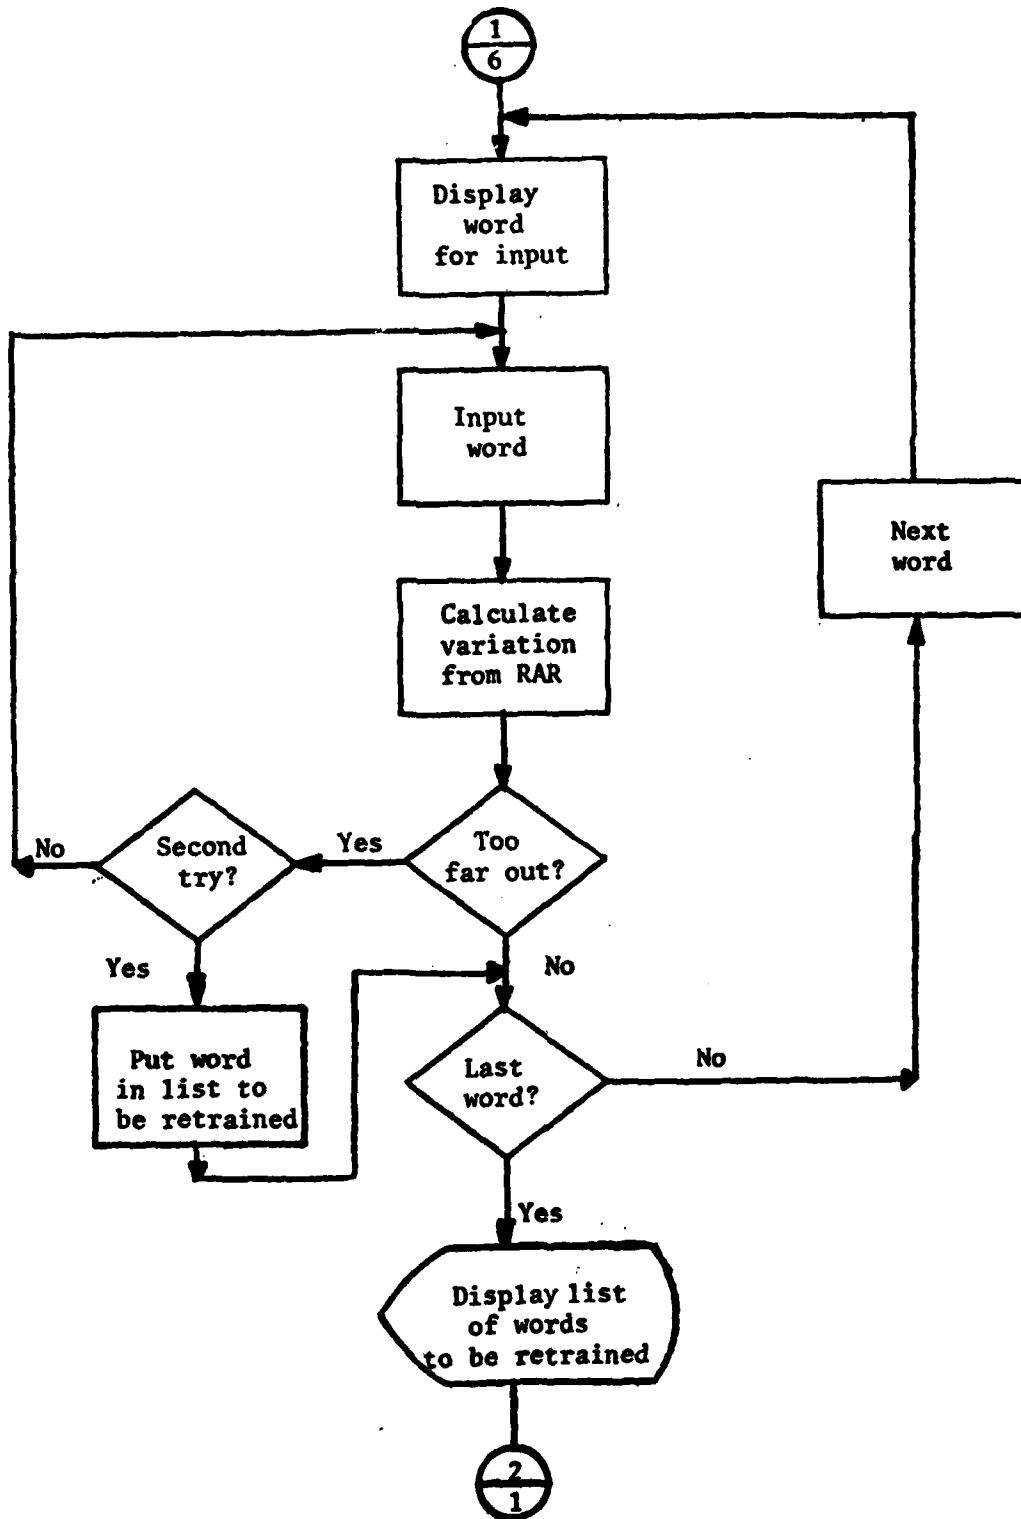 1
6
Display
word
for input
Input
word
Next
word
Calculate
variation
from RAR
Too
far out?
Yes
Second
try?
No
Yes
No
Put word
in list to
be retrained
Last
word?
No
Yes
Display list
of words
to be retrained
2
1